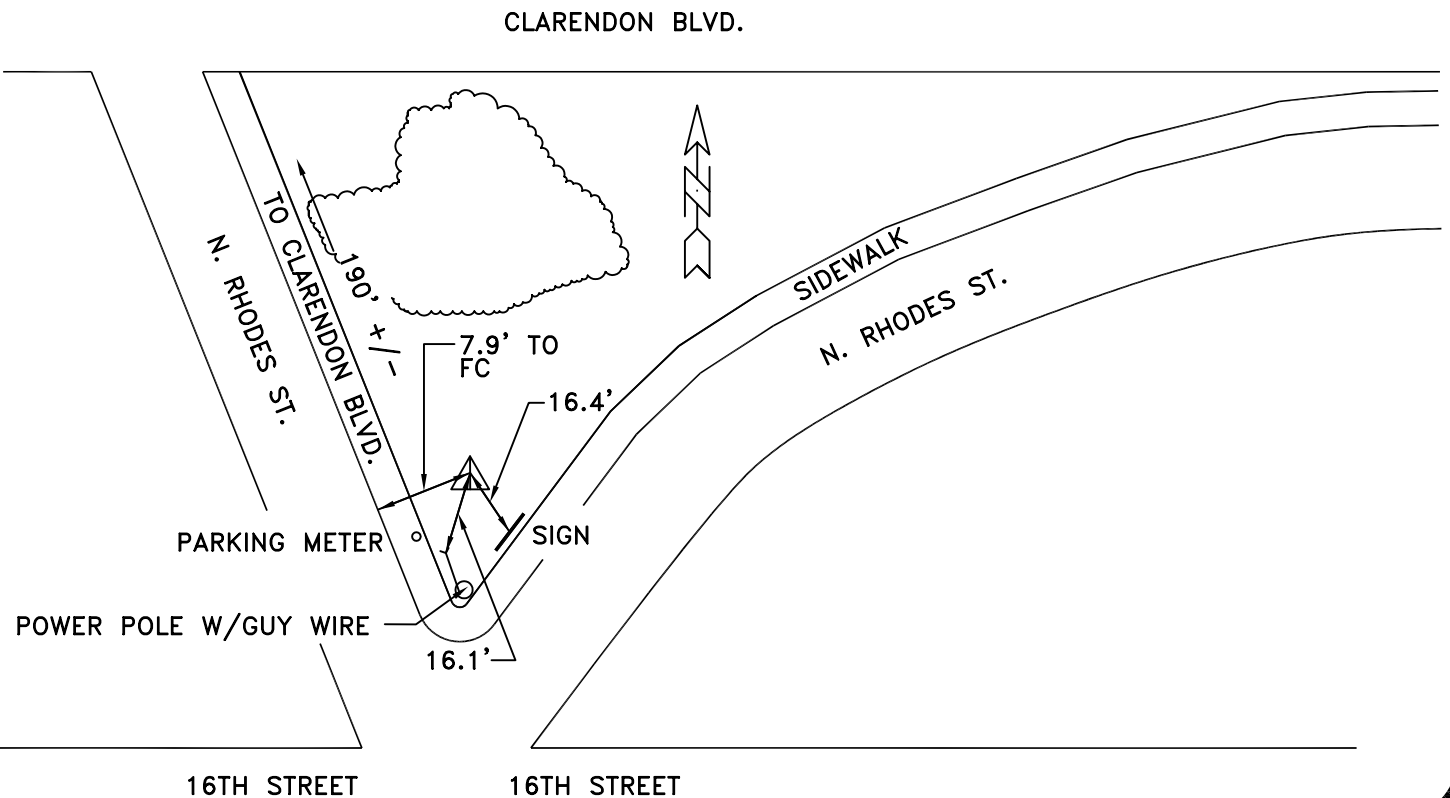 CLARENDON BLVD.
N. RHODES ST.
TO CLARENDON BLVD.
190' +/-
SIDEWALK
N. RHODES ST.
7.9' TO
FC
16.4'
PARKING METER
SIGN
POWER POLE W/GUY WIRE
16.1'
16TH STREET
16TH STREET
N